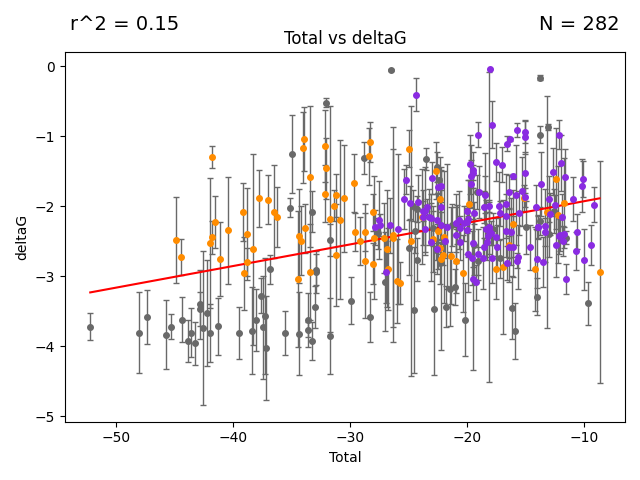 r^2 = 0.15
N = 282
Total vs deltaG
0
−1
−2
−3
−4
−5
deltaG
−50
−40
−30
−20
−10
Total